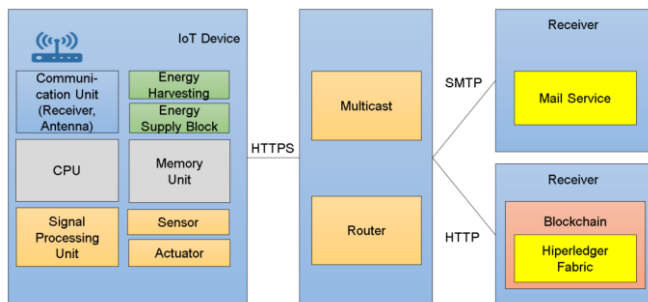 IoT Device
Communi-
cation Unit
(Receiver,
Antenna)
Energy
Harvesting
Energy
Supply Block
CPU
Memory
Unit
Signal
Processing
Unit
Sensor
Actuator
HTTPS
Multicast
Router
SMTP
HTTP
Receiver
Mail Service
Receiver
Blockchain
Hiperledger
Fabric